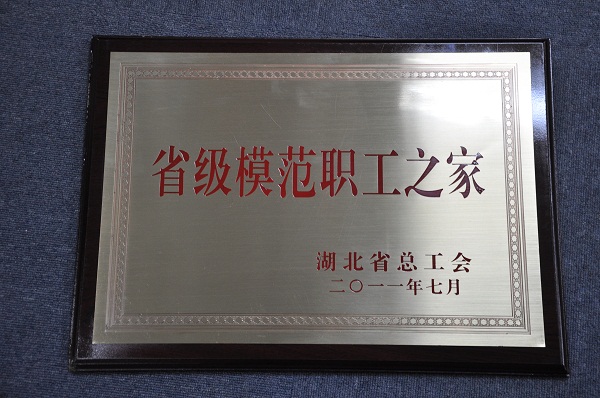 省级模范职工之家
湖北省总工会
二〇一一年七月